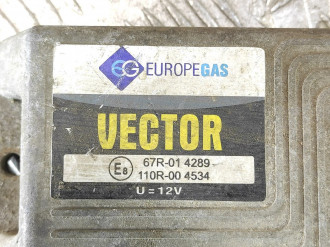 EG EUROPEGAS
VECTOR
E8 67R-01 4289
110R-00 4534
U=12V